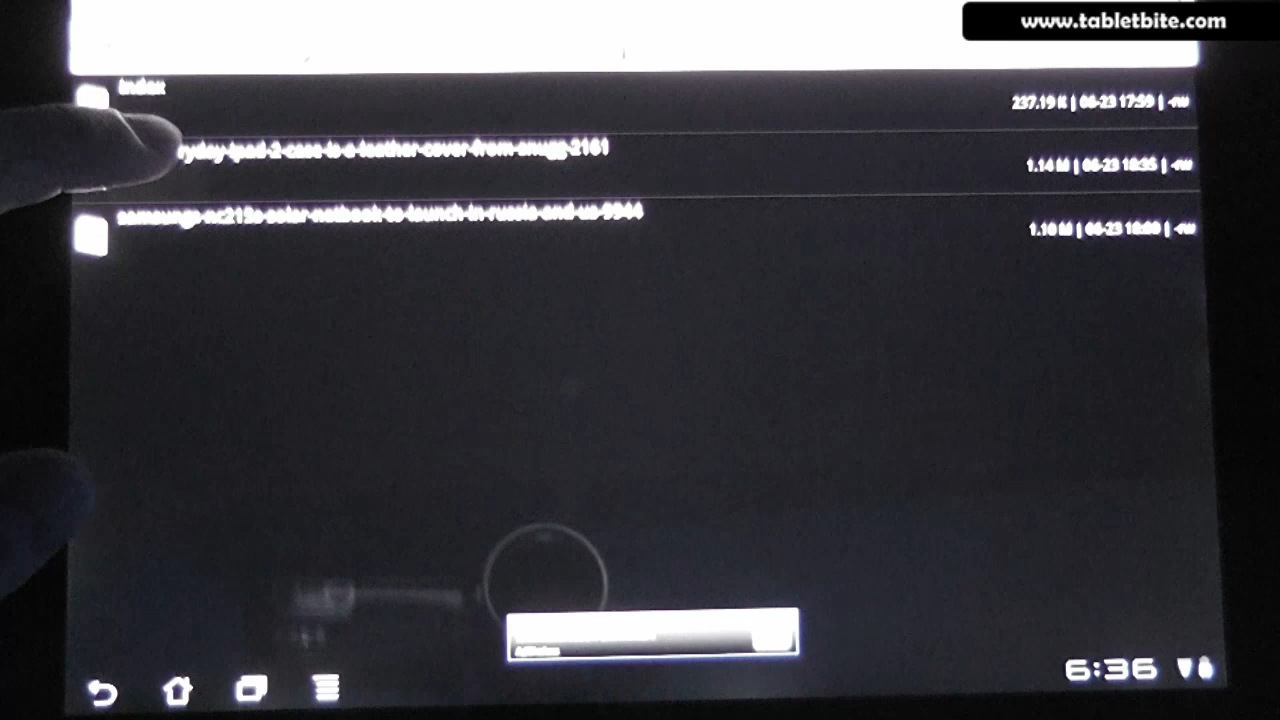 www.tabletbite.com
Index
237.19 K | 06-23 17:59 | -rw
ryday-ipad-2-case-is-a-leather-cover-from-snugg-2161
1.14 M | 06-23 18:35 | -rw
samsungs-nc215s-solar-netbook-to-launch-in-russia-and-us-9944
1.10 M | 06-23 18:00 | -rw
6:36